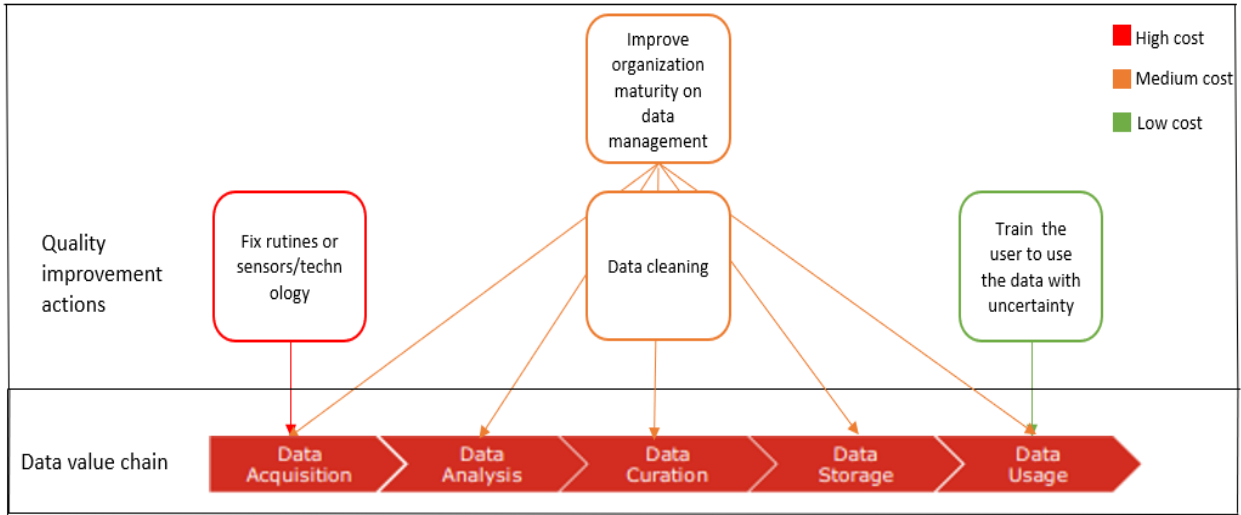 Improve
organization
maturity on
data
management
High cost
Medium cost
Low cost
Quality
improvement
actions
Fix rutines or
sensors/techn
ology
Data cleaning
Train the
user to use
the data with
uncertainty
Data value chain
Data
Acquisition
Data
Analysis
Data
Curation
Data
Storage
Data
Usage